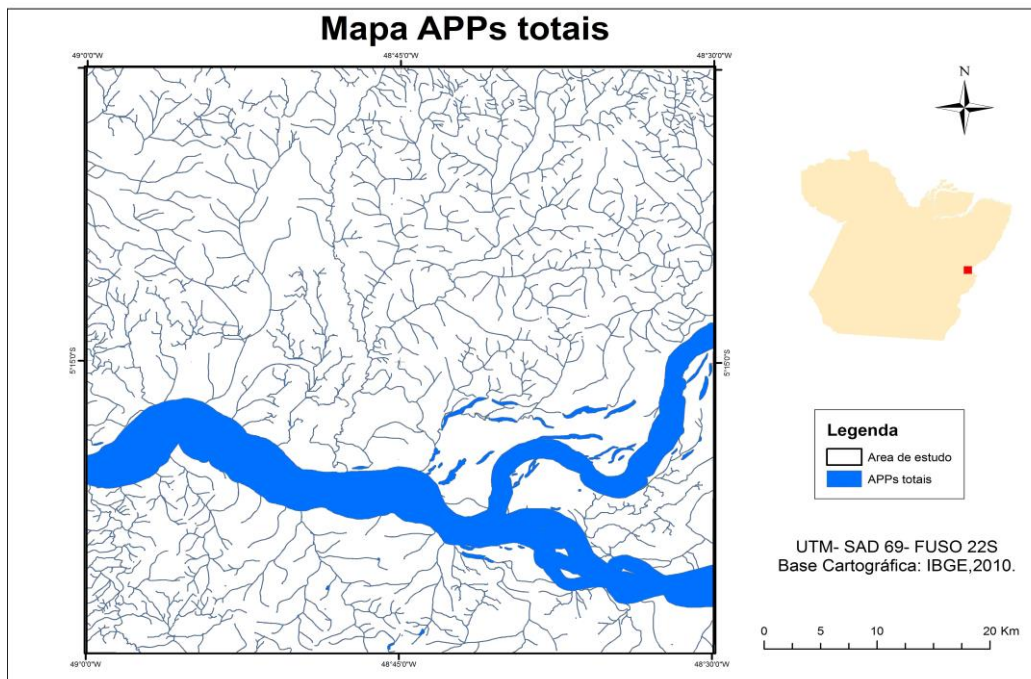 Mapa APPs totais
49°0'0"W
48°45'0"W
48°30'0"W
N
5°15'0"S
5°15'0"S
Legenda
Area de estudo
APPs totais
UTM- SAD 69- FUSO 22S
Base Cartográfica: IBGE,2010.
0 5 10 20 Km
49°0'0"W
48°45'0"W
48°30'0"W